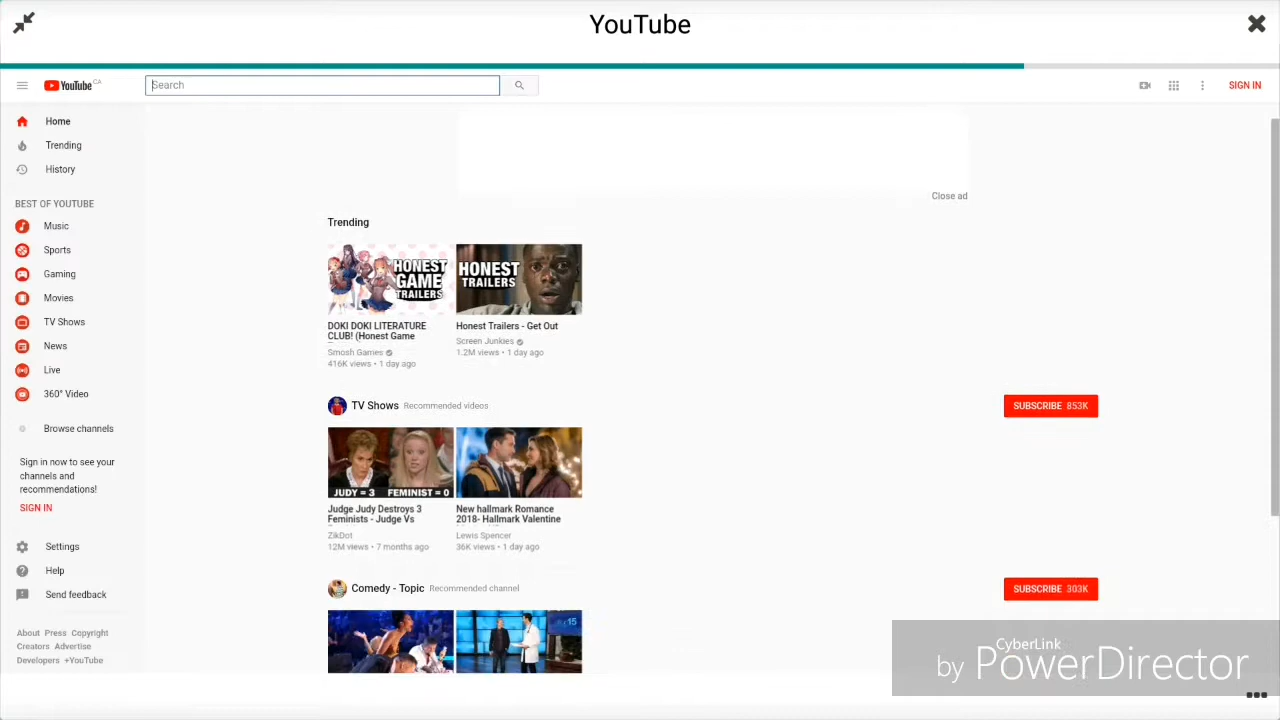 YouTube
YouTube CA
Search
SIGN IN
Home
Trending
History
BEST OF YOUTUBE
Music
Sports
Gaming
Movies
TV Shows
News
Live
360° Video
Browse channels
Sign in now to see your
channels and
recommendations!
SIGN IN
Settings
Help
Send feedback
About Press Copyright
Creators Advertise
Developers +YouTube
Close ad
Trending
HONEST
GAME
TRAILERS
HONEST
TRAILERS
DOKI DOKI LITERATURE
CLUB! (Honest Game
Smosh Games
416K views • 1 day ago
Honest Trailers - Get Out
Screen Junkies
1.2M views • 1 day ago
TV Shows Recommended videos
SUBSCRIBE 853K
JUDY = 3 FEMINIST = 0
Judge Judy Destroys 3
Feminists - Judge Vs
ZikDot
12M views • 7 months ago
New hallmark Romance
2018- Hallmark Valentine
Lewis Spencer
36K views • 1 day ago
Comedy - Topic Recommended channel
SUBSCRIBE 303K
15
CyberLink
by PowerDirector